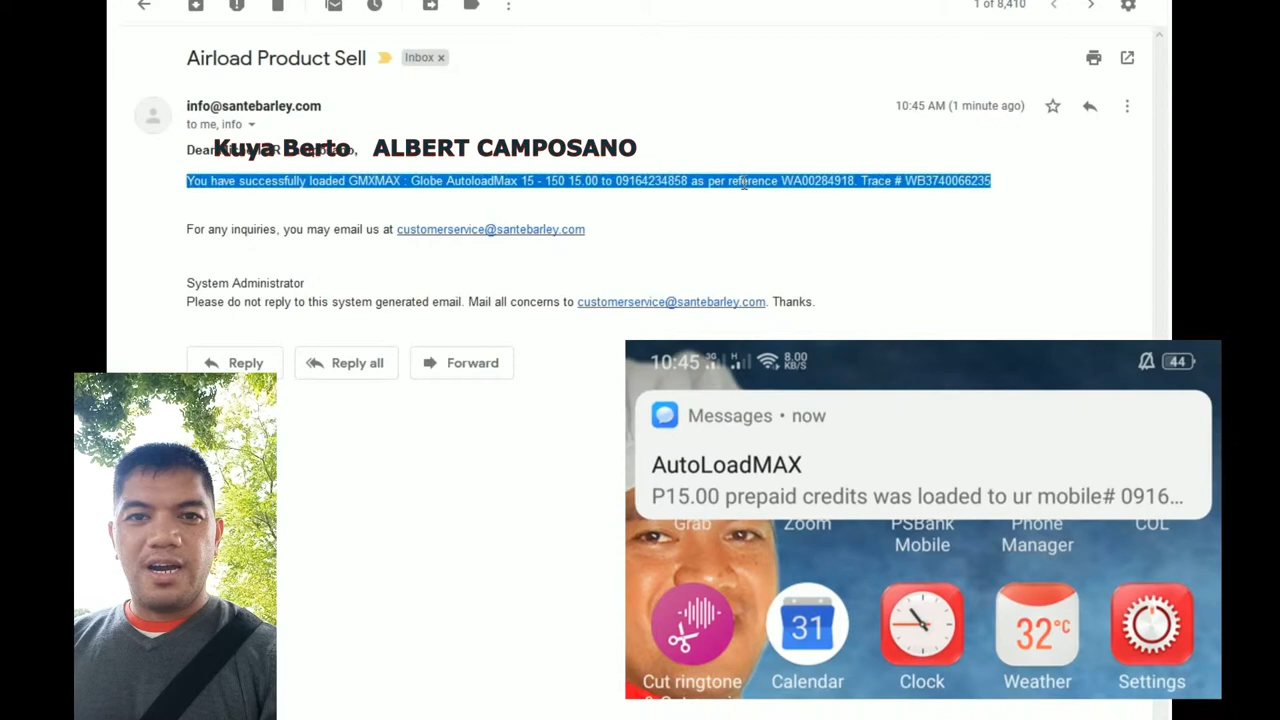 1 of 8,410
Airload Product Sell
Inbox ×
info@santebarley.com
10:45 AM (1 minute ago)
to me, info
Dear
Kuya Berto ALBERT CAMPOSANO
You have successfully loaded GMXMAX : Globe AutoloadMax 15 - 150 15.00 to 09164234858 as per reference WA00284918. Trace # WB3740066235
For any inquiries, you may email us at customerservice@santebarley.com
System Administrator
Please do not reply to this system generated email. Mail all concerns to customerservice@santebarley.com. Thanks.
Reply Reply all Forward
10:45 3G H 8.00 KB/S 44
Messages • now
AutoLoadMAX
P15.00 prepaid credits was loaded to ur mobile# 0916...
Grab Zoom PSBank Mobile Phone Manager COL
31 32°C
Cut ringtone Calendar Clock Weather Settings